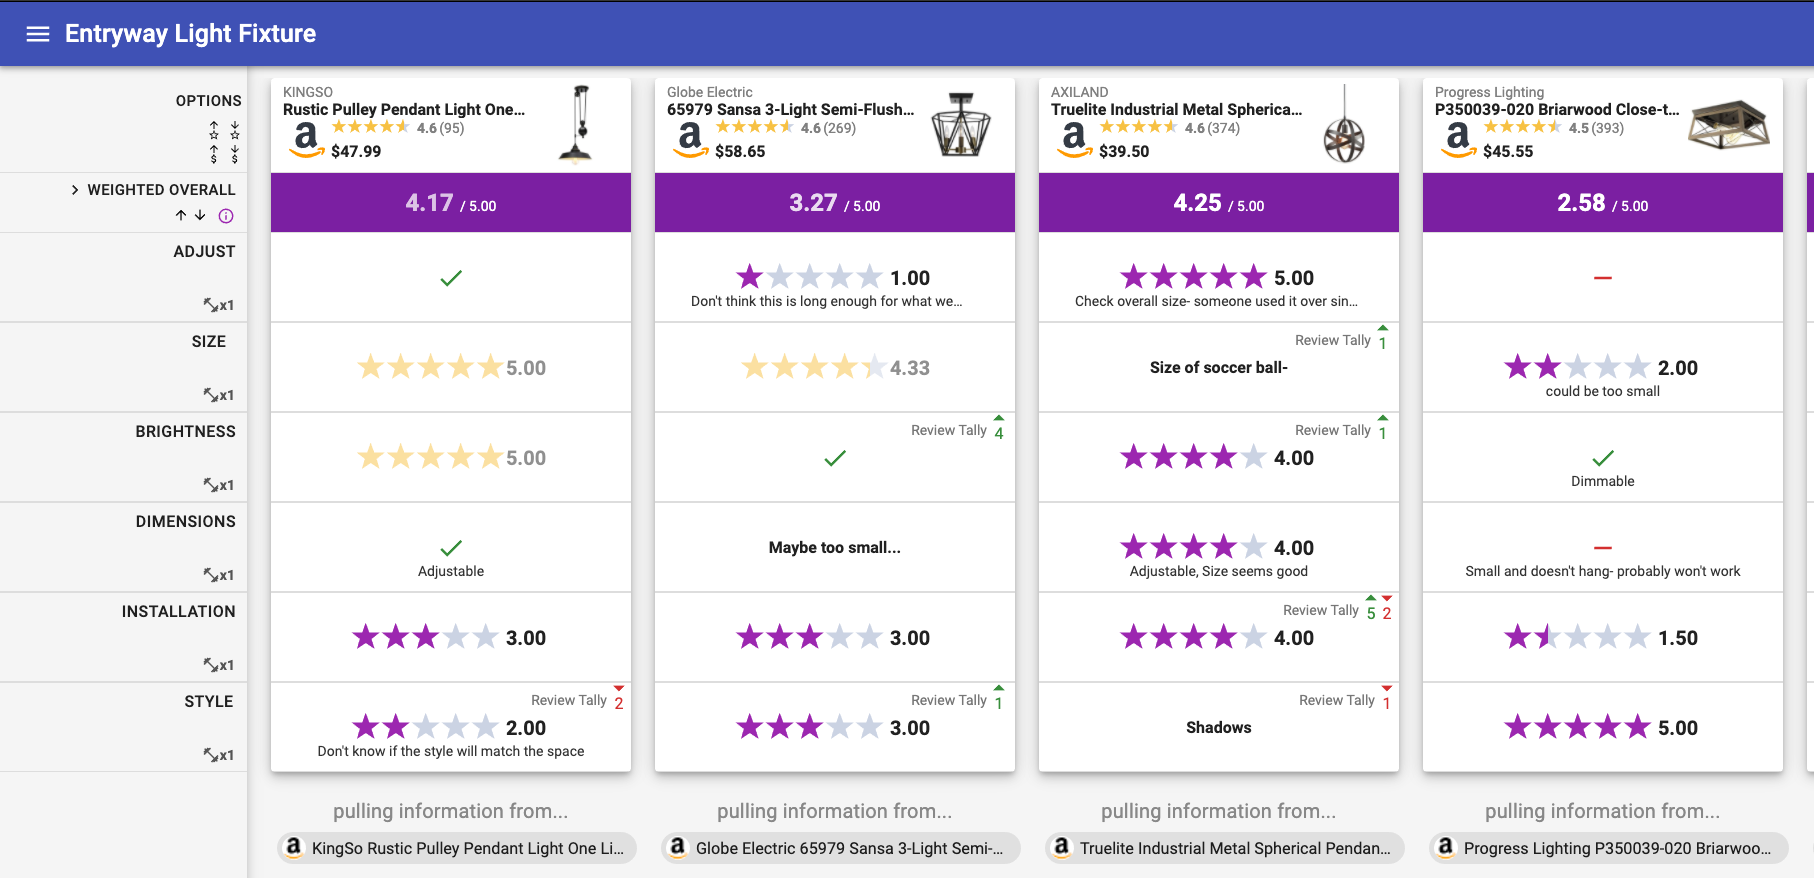 Entryway Light Fixture
OPTIONS
WEIGHTED OVERALL
ADJUST
x1
SIZE
x1
BRIGHTNESS
x1
DIMENSIONS
x1
INSTALLATION
x1
STYLE
x1
KINGSO
Rustic Pulley Pendant Light One...
4.6 (95)
$47.99
4.17 / 5.00
5.00
5.00
Adjustable
3.00
Review Tally 2
2.00
Don't know if the style will match the space
pulling information from...
KingSo Rustic Pulley Pendant Light One Li...
Globe Electric
65979 Sansa 3-Light Semi-Flush...
4.6 (269)
$58.65
3.27 / 5.00
1.00
Don't think this is long enough for what we...
4.33
Review Tally 4
Maybe too small...
3.00
Review Tally 1
3.00
pulling information from...
Globe Electric 65979 Sansa 3-Light Semi-...
AXILAND
Truelite Industrial Metal Spherica...
4.6 (374)
$39.50
4.25 / 5.00
5.00
Check overall size- someone used it over sin...
Review Tally 1
Size of soccer ball-
Review Tally 1
4.00
4.00
Adjustable, Size seems good
Review Tally 5 2
4.00
Review Tally 1
Shadows
pulling information from...
Truelite Industrial Metal Spherical Pendan...
Progress Lighting
P350039-020 Briarwood Close-t...
4.5 (393)
$45.55
2.58 / 5.00
2.00
could be too small
Dimmable
Small and doesn't hang- probably won't work
1.50
5.00
pulling information from...
Progress Lighting P350039-020 Briarwoo...